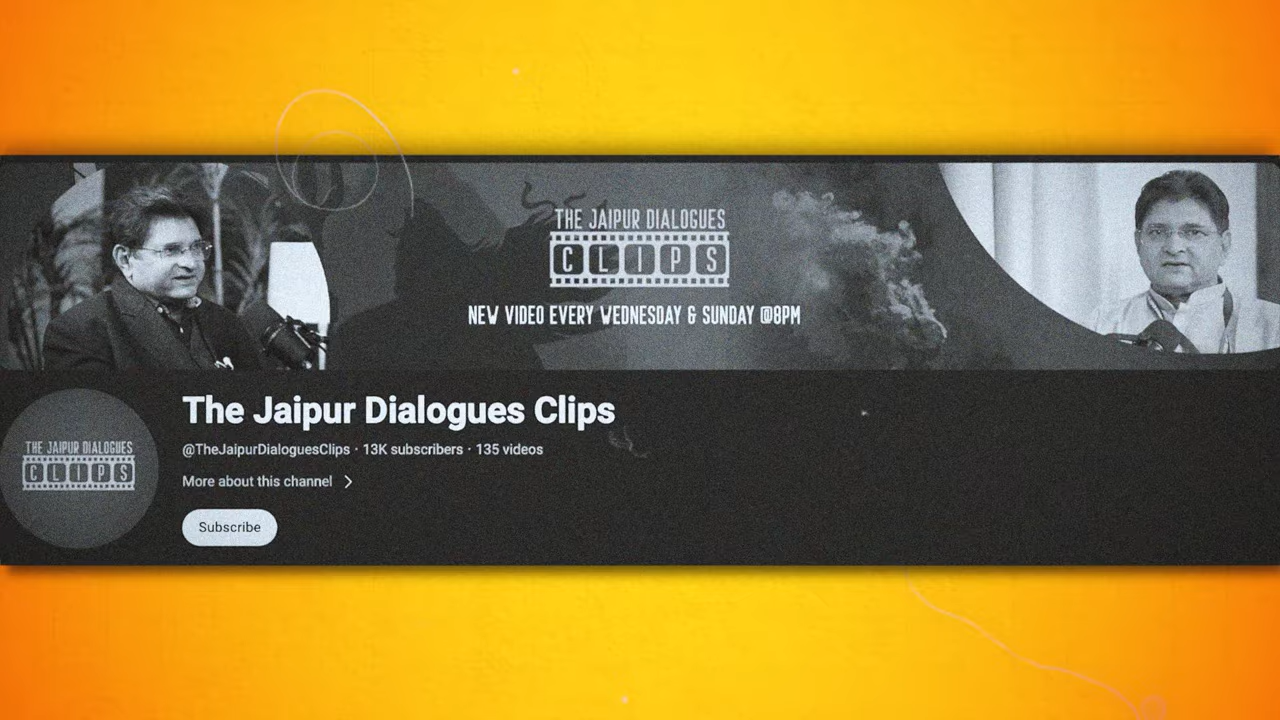 THE JAIPUR DIALOGUES
CLIPS
NEW VIDEO EVERY WEDNESDAY & SUNDAY @8PM
The Jaipur Dialogues Clips
@TheJaipurDialoguesClips · 13K subscribers · 135 videos
THE JAIPUR DIALOGUES
CLIPS
More about this channel >
Subscribe